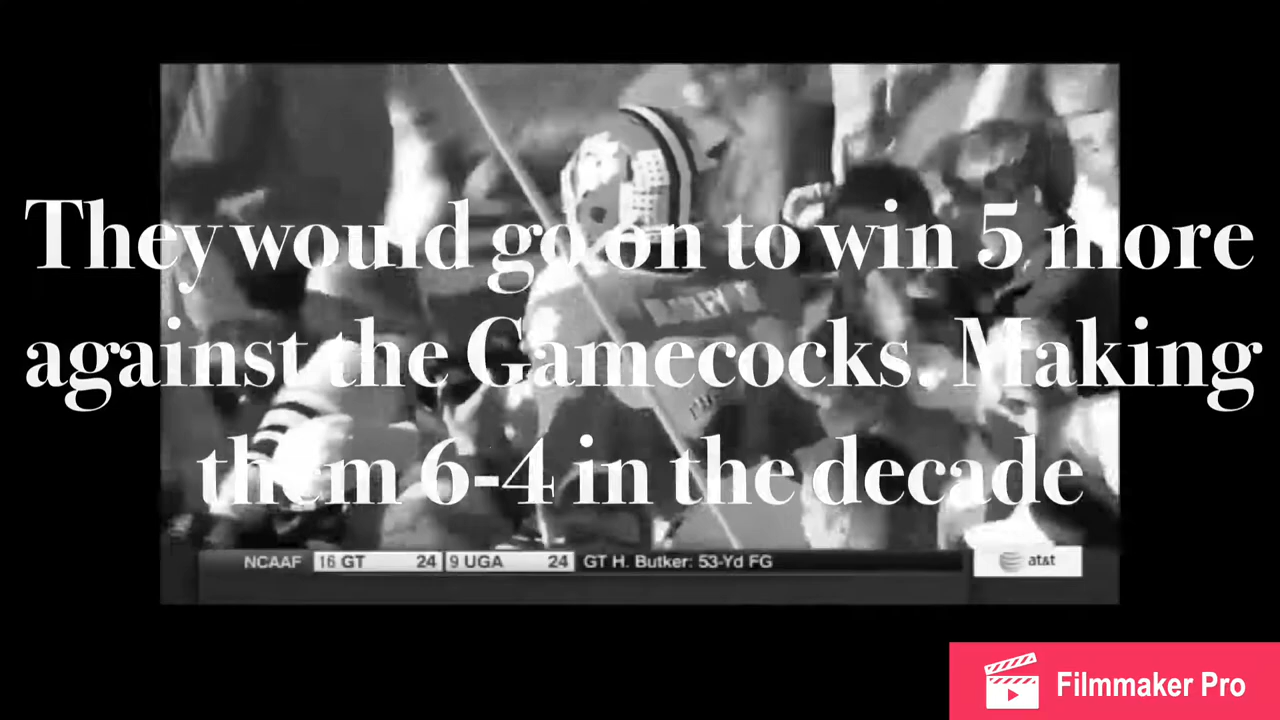 They would go on to win 5 more
against the Gamecocks. Making
them 6-4 in the decade
NCAAF 16 GT 24 9 UGA 24 GT H. Butker: 53-Yd FG at&t
Filmmaker Pro